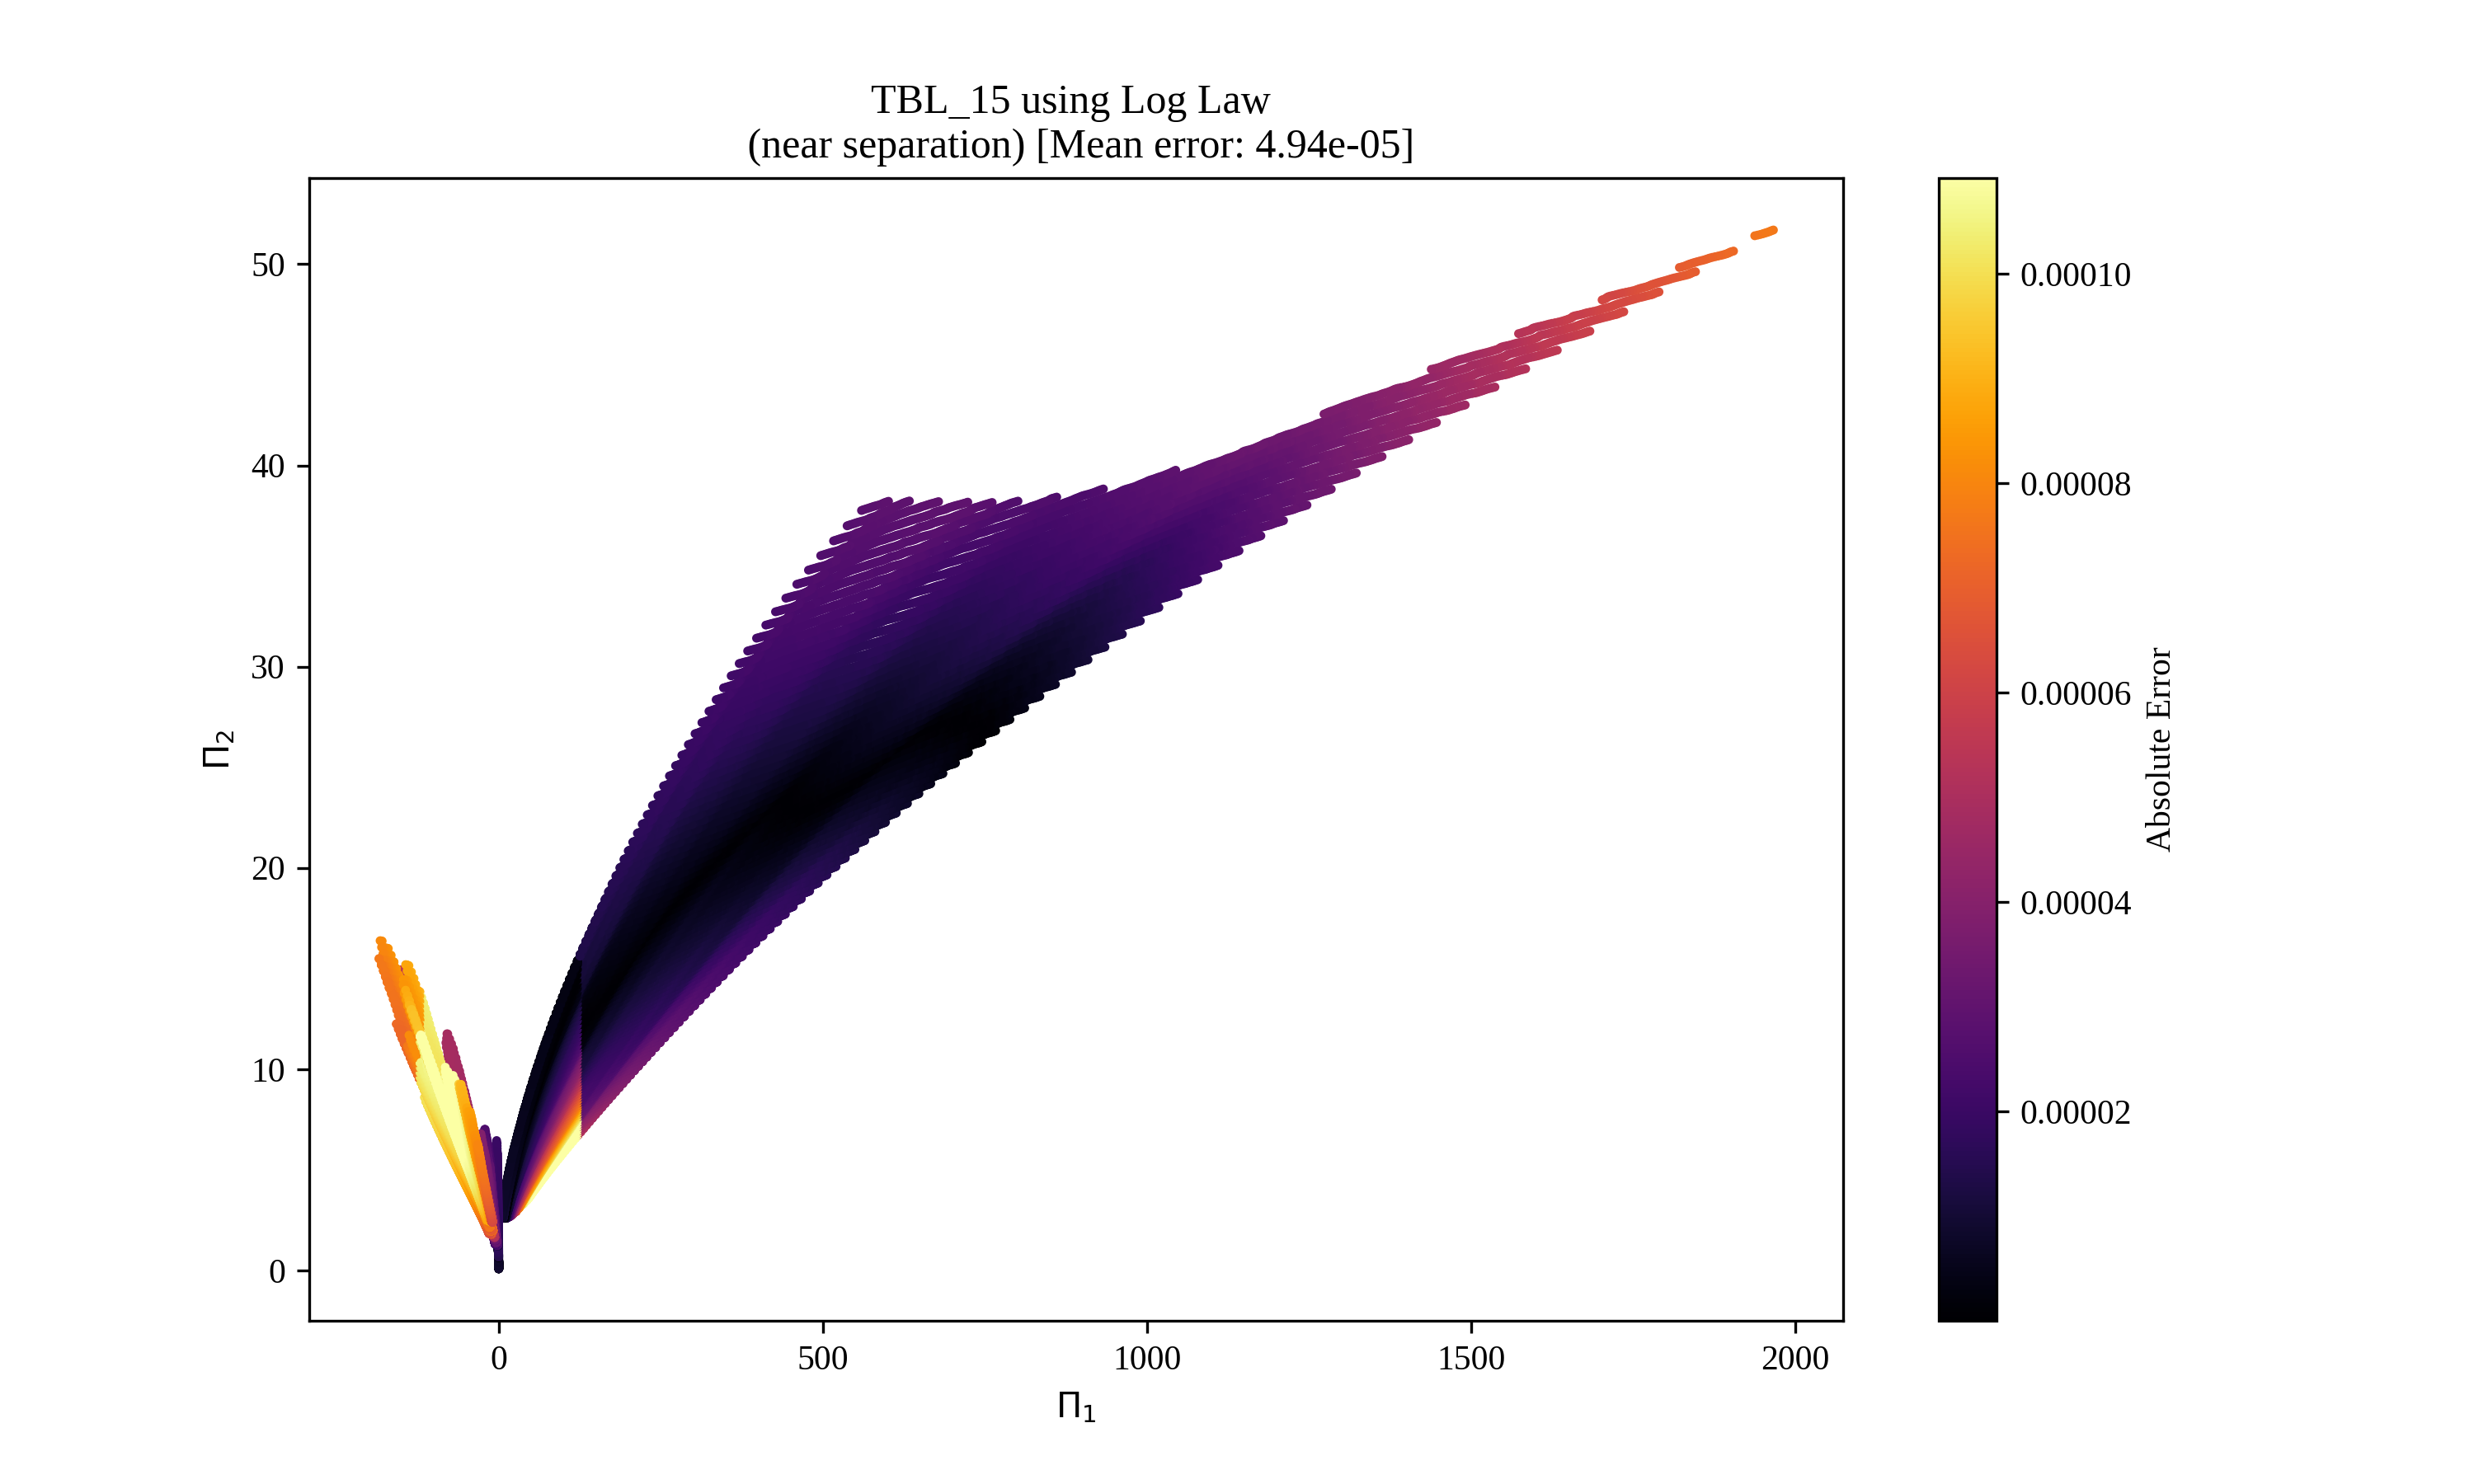 TBL_15 using Log Law
(near separation) [Mean error: 4.94e-05]
50
40
30
20
10
0
Π₂
0 500 1000 1500 2000
Π₁
0.00010
0.00008
0.00006
0.00004
0.00002
Absolute Error